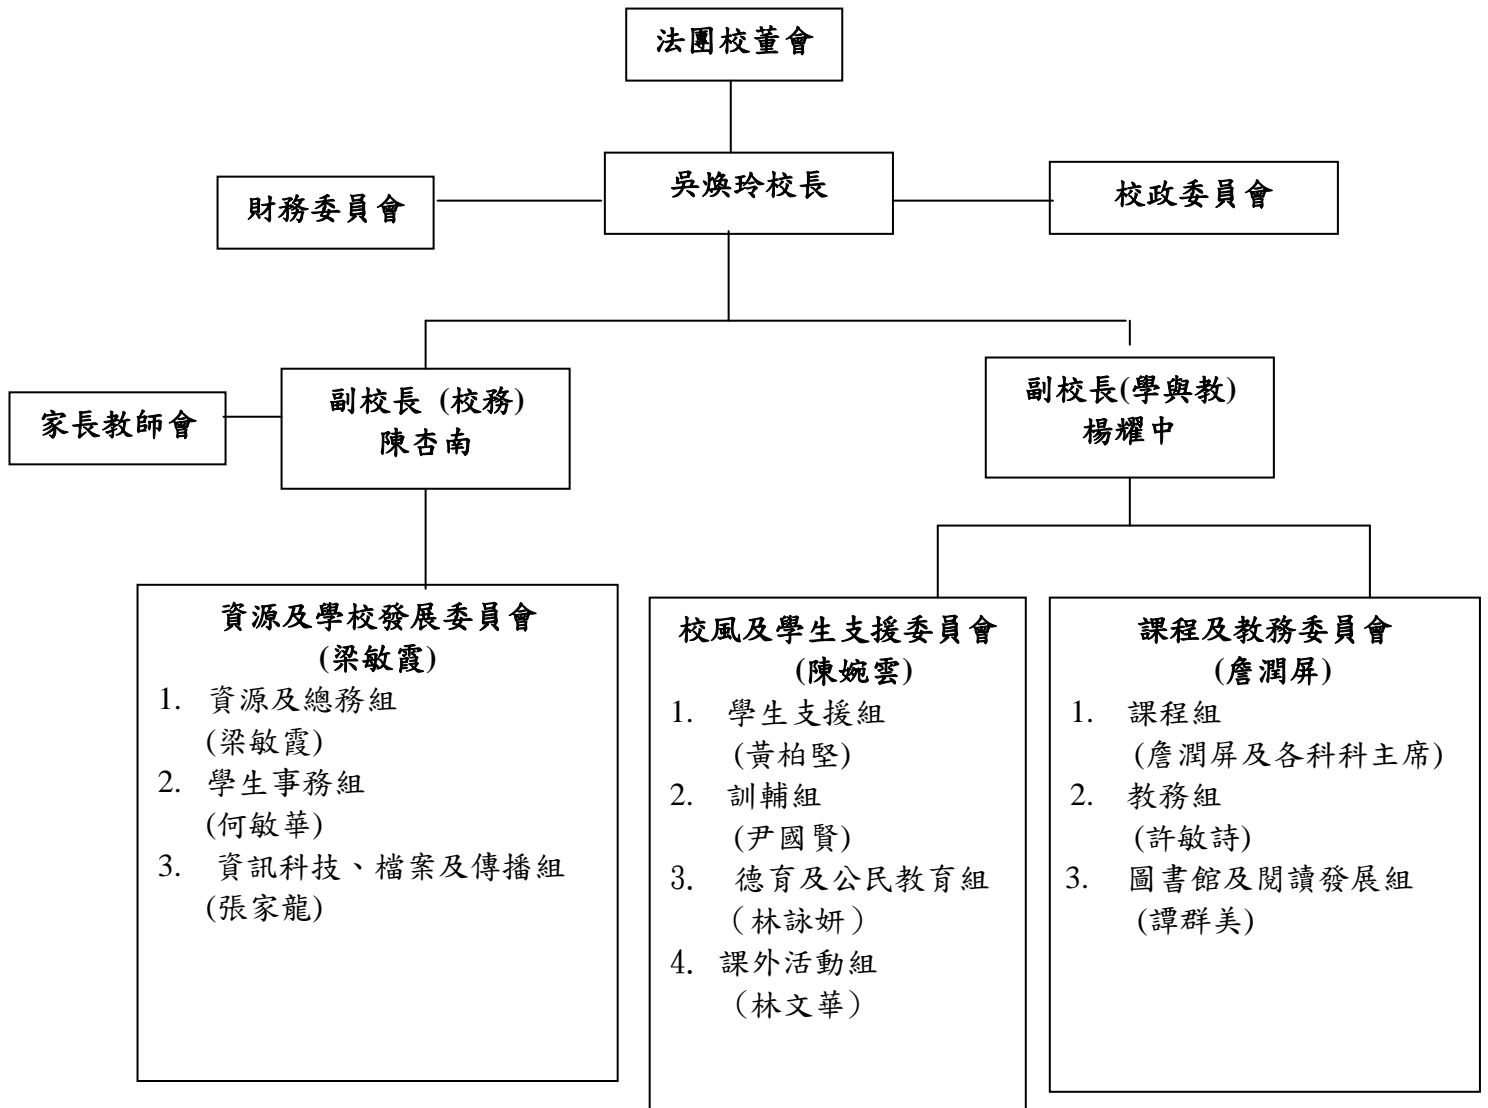 法團校董會
財務委員會
吳煥玲校長
校政委員會
家長教師會
副校長 (校務)
陳杏南
副校長(學與教)
楊耀中
資源及學校發展委員會
(梁敏霞)
1. 資源及總務組
(梁敏霞)
2. 學生事務組
(何敏華)
3. 資訊科技、檔案及傳播組
(張家龍)
校風及學生支援委員會
(陳婉雲)
1. 學生支援組
(黃柏堅)
2. 訓輔組
(尹國賢)
3. 德育及公民教育組
（林詠妍）
4. 課外活動組
（林文華）
課程及教務委員會
(詹潤屏)
1. 課程組
(詹潤屏及各科科主席)
2. 教務組
(許敏詩)
3. 圖書館及閱讀發展組
(譚群美)